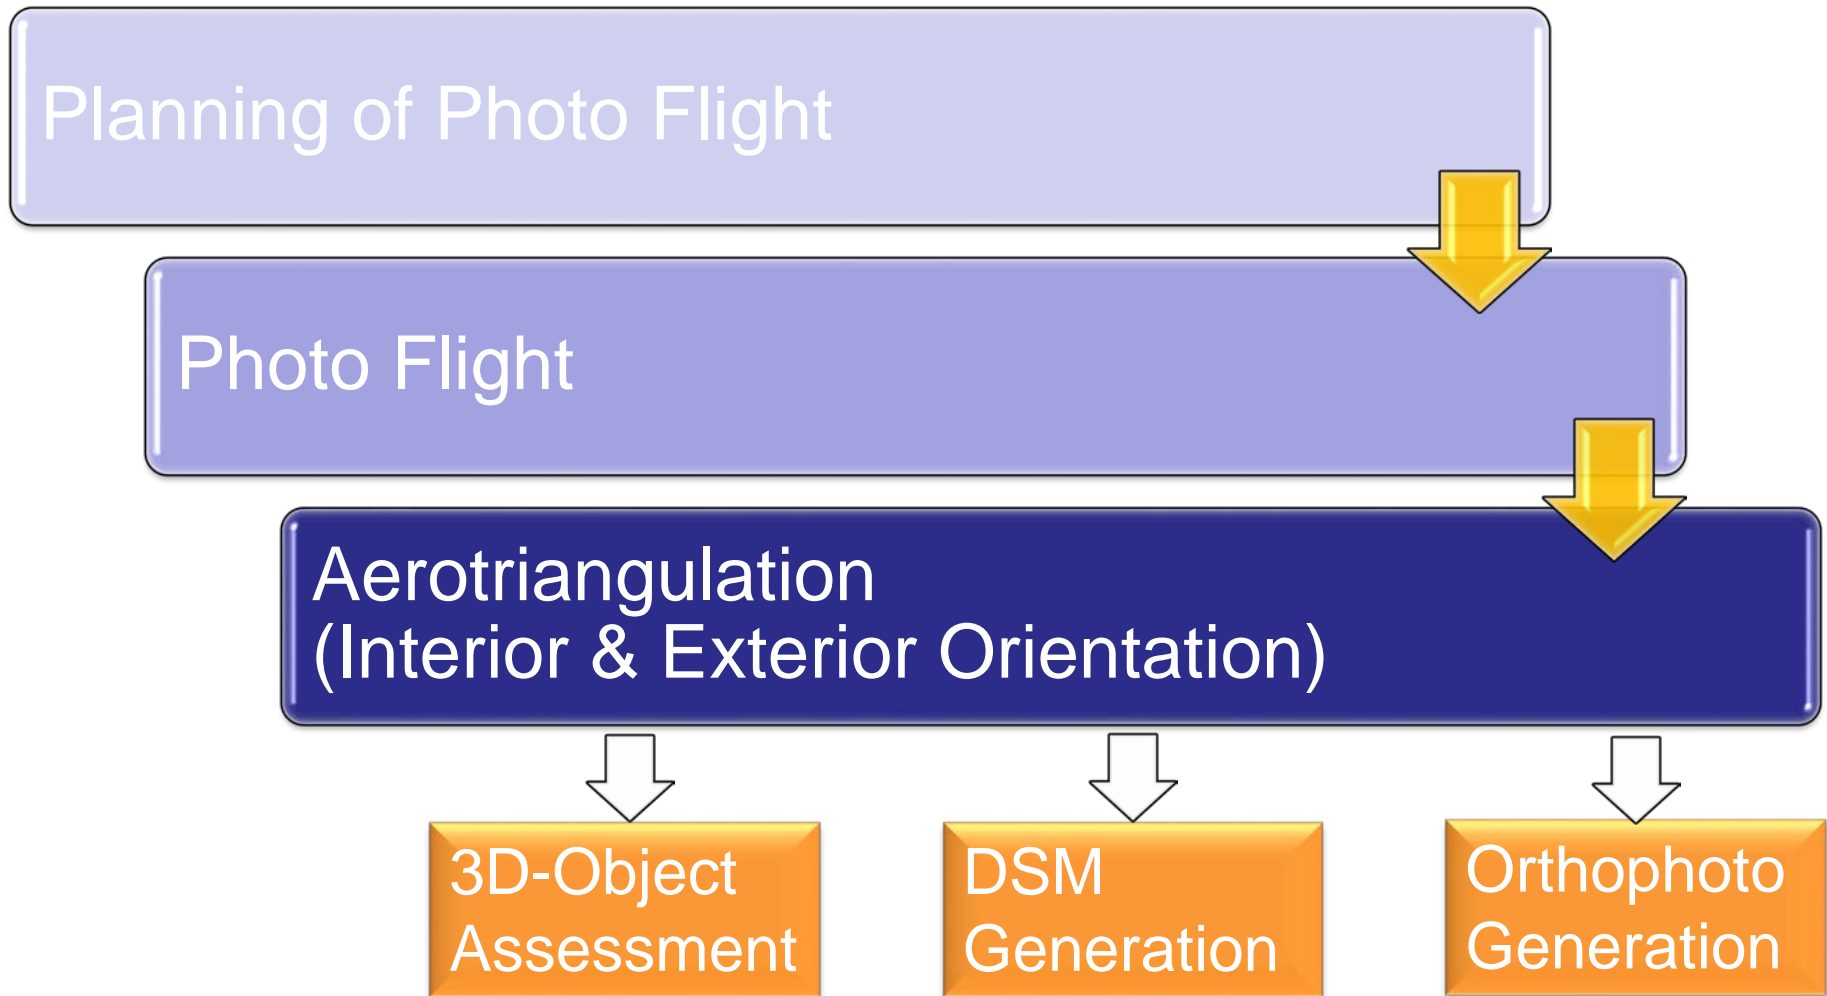 Planning of Photo Flight
Photo Flight
Aerotriangulation
(Interior & Exterior Orientation)
3D-Object
Assessment
DSM
Generation
Orthophoto
Generation